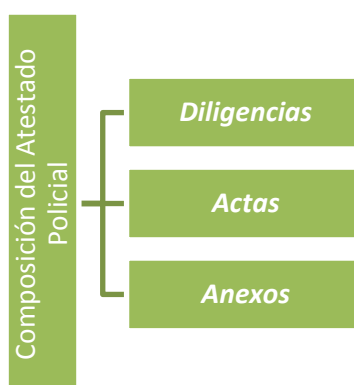 Composición del Atestado
Policial
Diligencias
Actas
Anexos